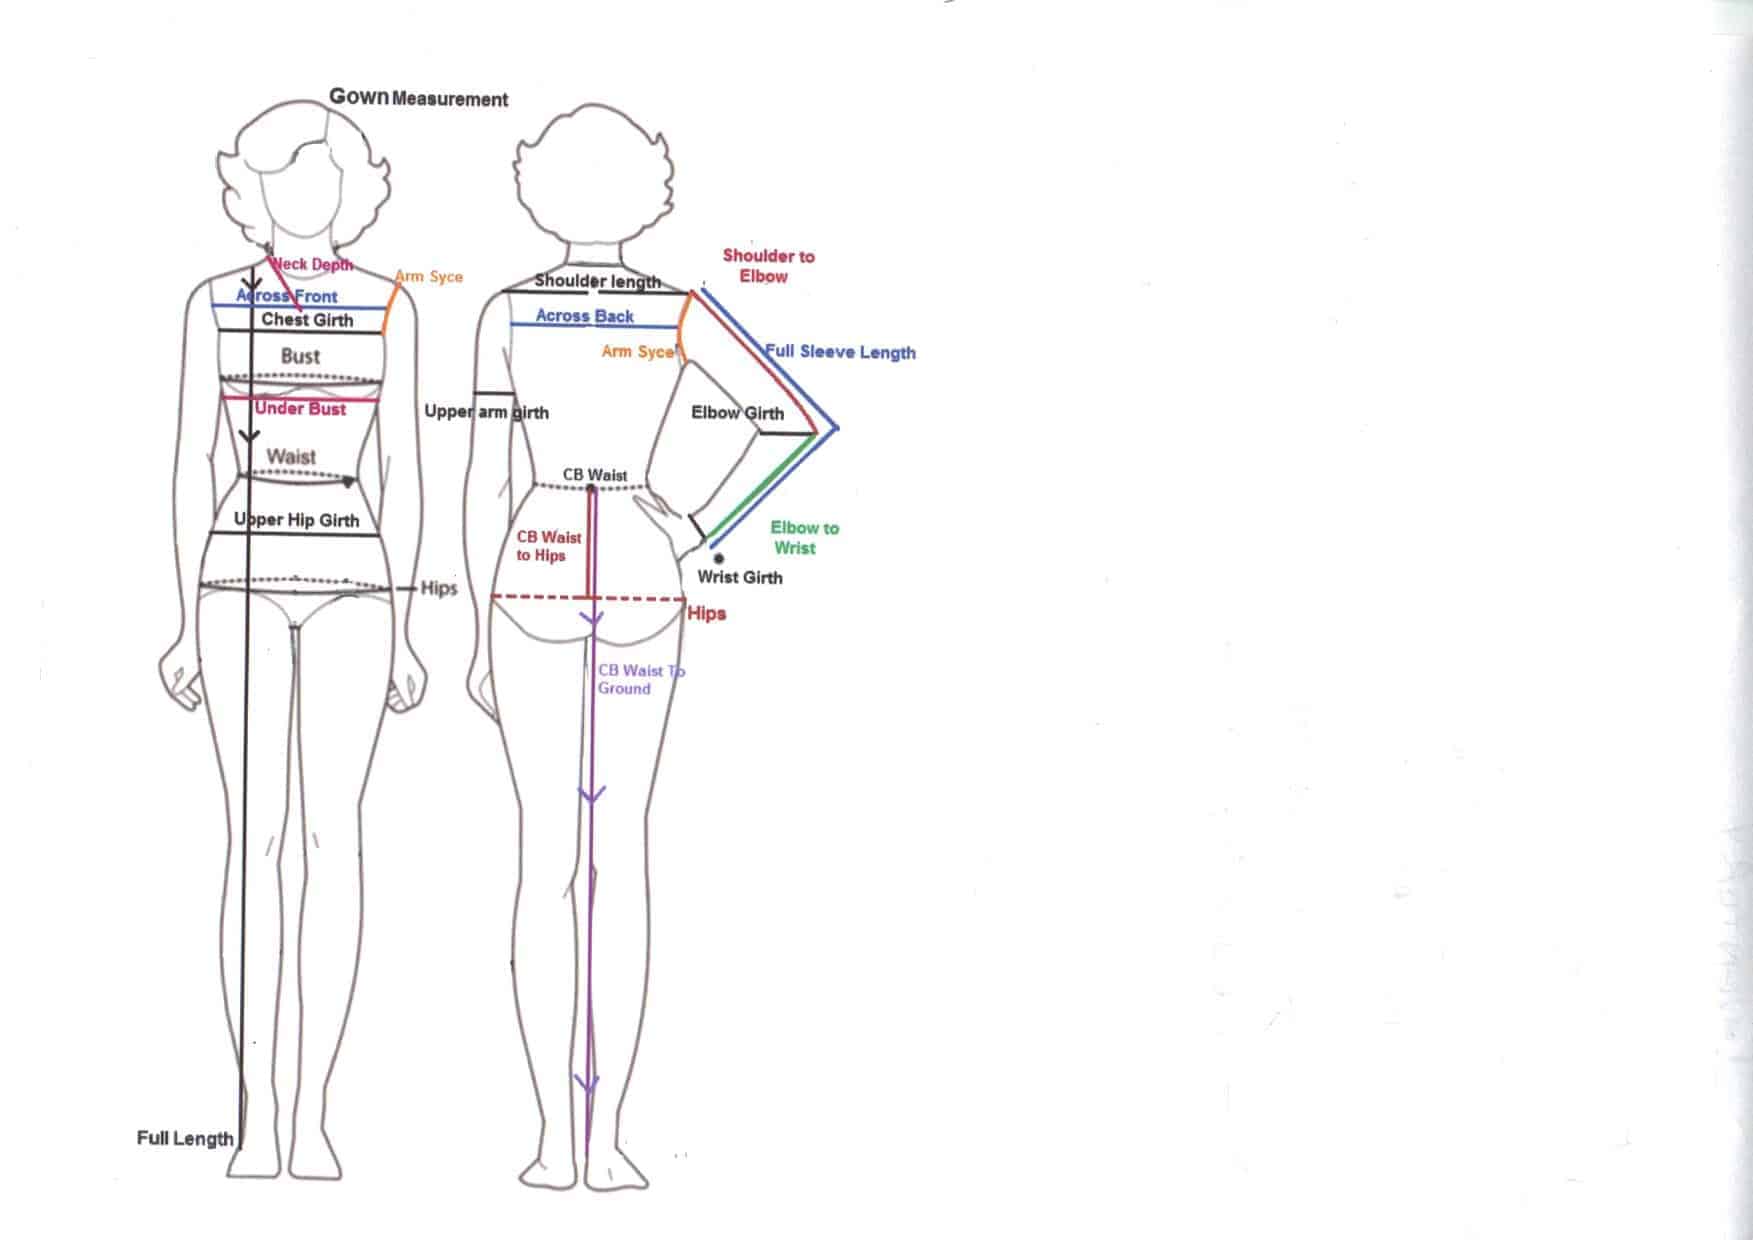 Gown Measurement
Neck Depth
Arm Syce
Across Front
Chest Girth
Bust
Under Bust
Waist
Upper Hip Girth
Hips
Full Length
Shoulder length
Across Back
Arm Syce
Upper arm girth
CB Waist
CB Waist
to Hips
Hips
CB Waist To
Ground
Shoulder to
Elbow
Full Sleeve Length
Elbow Girth
Elbow to
Wrist
Wrist Girth